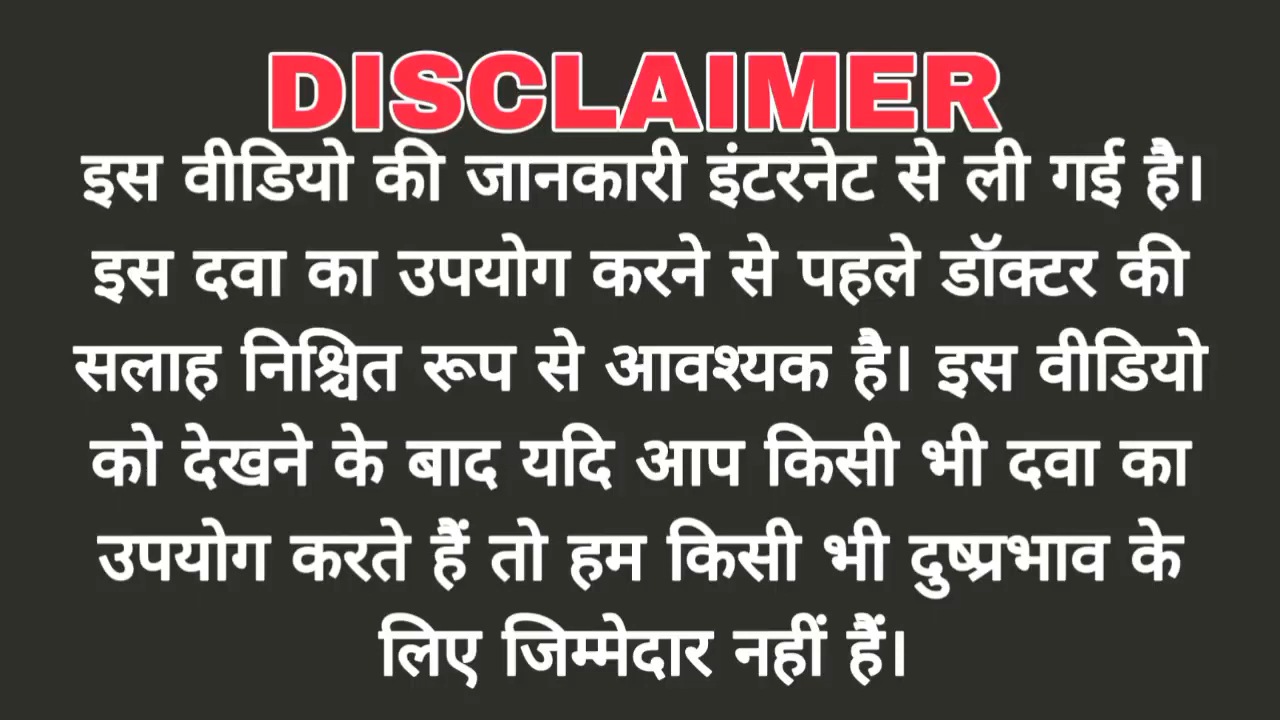 DISCLAIMER
इस वीडियो की जानकारी इंटरनेट से ली गई है।
इस दवा का उपयोग करने से पहले डॉक्टर की
सलाह निश्चित रूप से आवश्यक है। इस वीडियो
को देखने के बाद यदि आप किसी भी दवा का
उपयोग करते हैं तो हम किसी भी दुष्प्रभाव के
लिए जिम्मेदार नहीं हैं।